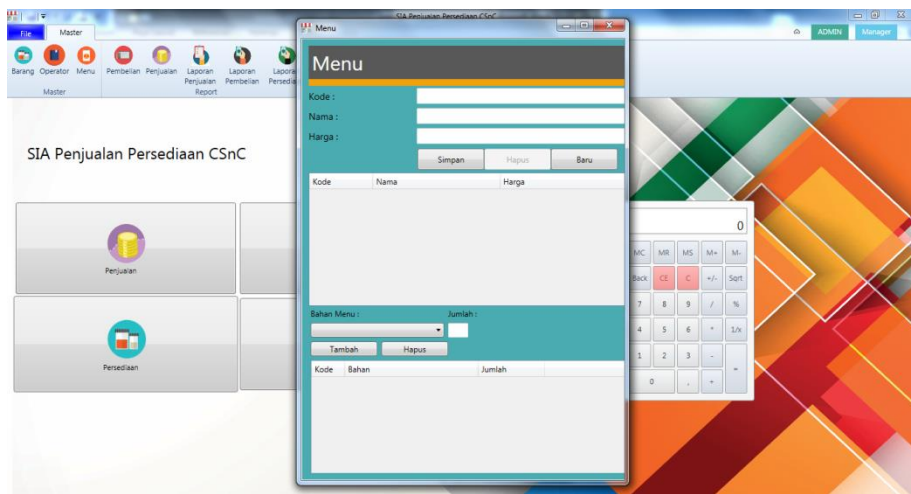 SIA Penjualan Persediaan CSnC
File Master
ADMIN Manager
Barang Operator Menu Pembelian Penjualan Laporan Penjualan Laporan Pembelian Laporan
Master Report
SIA Penjualan Persediaan CSnC
Penjualan
Persediaan
Menu
Menu
Kode :
Nama :
Harga :
Simpan Hapus Baru
Kode Nama Harga
Bahan Menu : Jumlah :
Tambah Hapus
Kode Bahan Jumlah
0
MC MR MS M+ M-
Back CE C +/- Sqrt
7 8 9 / %
4 5 6 * 1/x
1 2 3 - =
0 , +